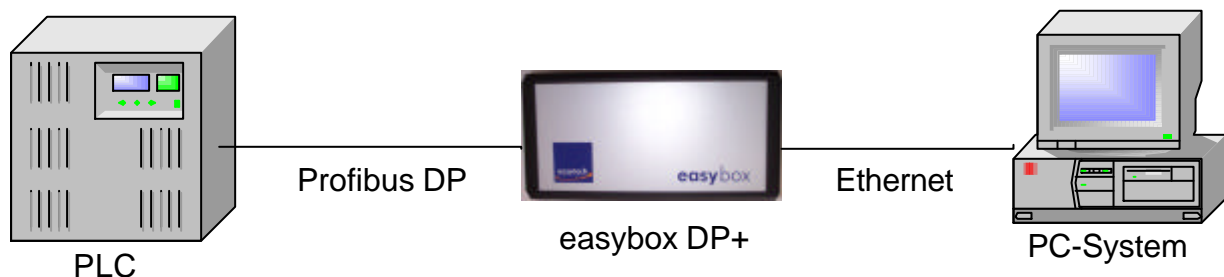 Profibus DP
easybox
Ethernet
easybox DP+
PC-System
PLC